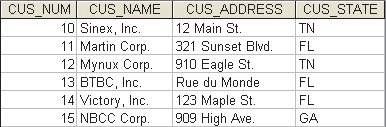 CUS_NUM CUS_NAME CUS_ADDRESS CUS_STATE
10 Sinex, Inc. 12 Main St. TN
11 Martin Corp. 321 Sunset Blvd. FL
12 Mynux Corp. 910 Eagle St. TN
13 BTBC, Inc. Rue du Monde FL
14 Victory, Inc. 123 Maple St. FL
15 NBCC Corp. 909 High Ave. GA